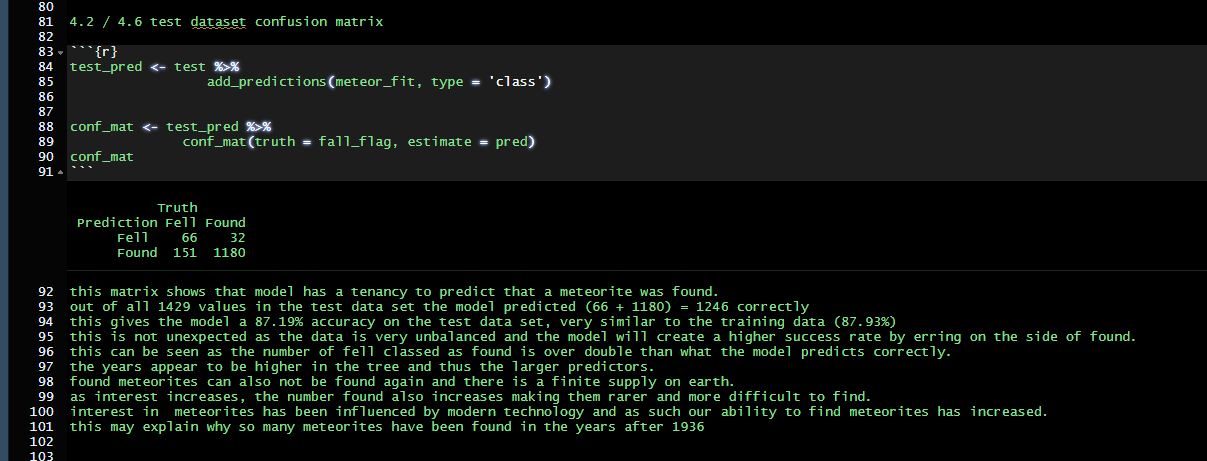 80
81 4.2 / 4.6 test dataset confusion matrix
82
83 ```{r}
84 test_pred <- test %>%
85 add_predictions(meteor_fit, type = 'class')
86
87
88 conf_mat <- test_pred %>%
89 conf_mat(truth = fall_flag, estimate = pred)
90 conf_mat
91 ```
Truth
Prediction Fell Found
Fell 66 32
Found 151 1180
92 this matrix shows that model has a tenancy to predict that a meteorite was found.
93 out of all 1429 values in the test data set the model predicted (66 + 1180) = 1246 correctly
94 this gives the model a 87.19% accuracy on the test data set, very similar to the training data (87.93%)
95 this is not unexpected as the data is very unbalanced and the model will create a higher success rate by erring on the side of found.
96 this can be seen as the number of fell classed as found is over double than what the model predicts correctly.
97 the years appear to be higher in the tree and thus the larger predictors.
98 found meteorites can also not be found again and there is a finite supply on earth.
99 as interest increases, the number found also increases making them rarer and more difficult to find.
100 interest in  meteorites has been influenced by modern technology and as such our ability to find meteorites has increased.
101 this may explain why so many meteorites have been found in the years after 1936
102
103